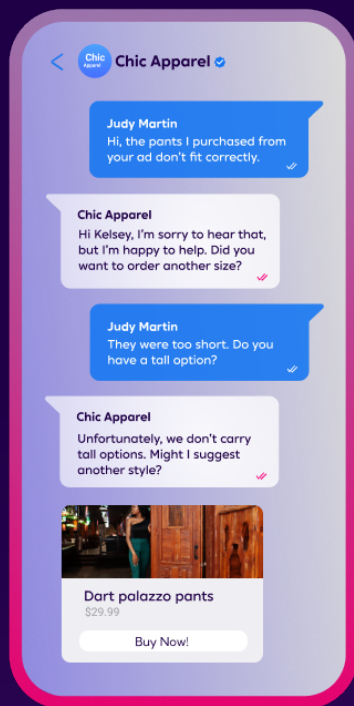 Chic
Apparel
Chic Apparel
Judy Martin
Hi, the pants I purchased from
your ad don't fit correctly.
Chic Apparel
Hi Kelsey, I'm sorry to hear that,
but I'm happy to help. Did you
want to order another size?
Judy Martin
They were too short. Do you
have a tall option?
Chic Apparel
Unfortunately, we don't carry
tall options. Might I suggest
another style?
Dart palazzo pants
$29.99
Buy Now!